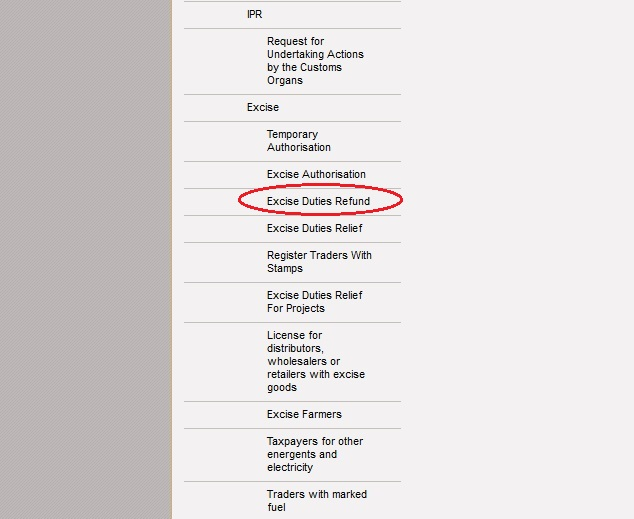 IPR
Request for
Undertaking Actions
by the Customs
Organs
Excise
Temporary
Authorisation
Excise Authorisation
Excise Duties Refund
Excise Duties Relief
Register Traders With
Stamps
Excise Duties Relief
For Projects
License for
distributors,
wholesalers or
retailers with excise
goods
Excise Farmers
Taxpayers for other
energents and
electricity
Traders with marked
fuel